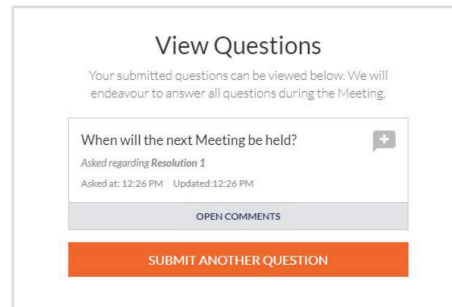 View Questions
Your submitted questions can be viewed below. We will
endeavour to answer all questions during the Meeting.
When will the next Meeting be held?
Asked regarding Resolution 1
Asked at: 12:26 PM Updated:12:26 PM
OPEN COMMENTS
SUBMIT ANOTHER QUESTION